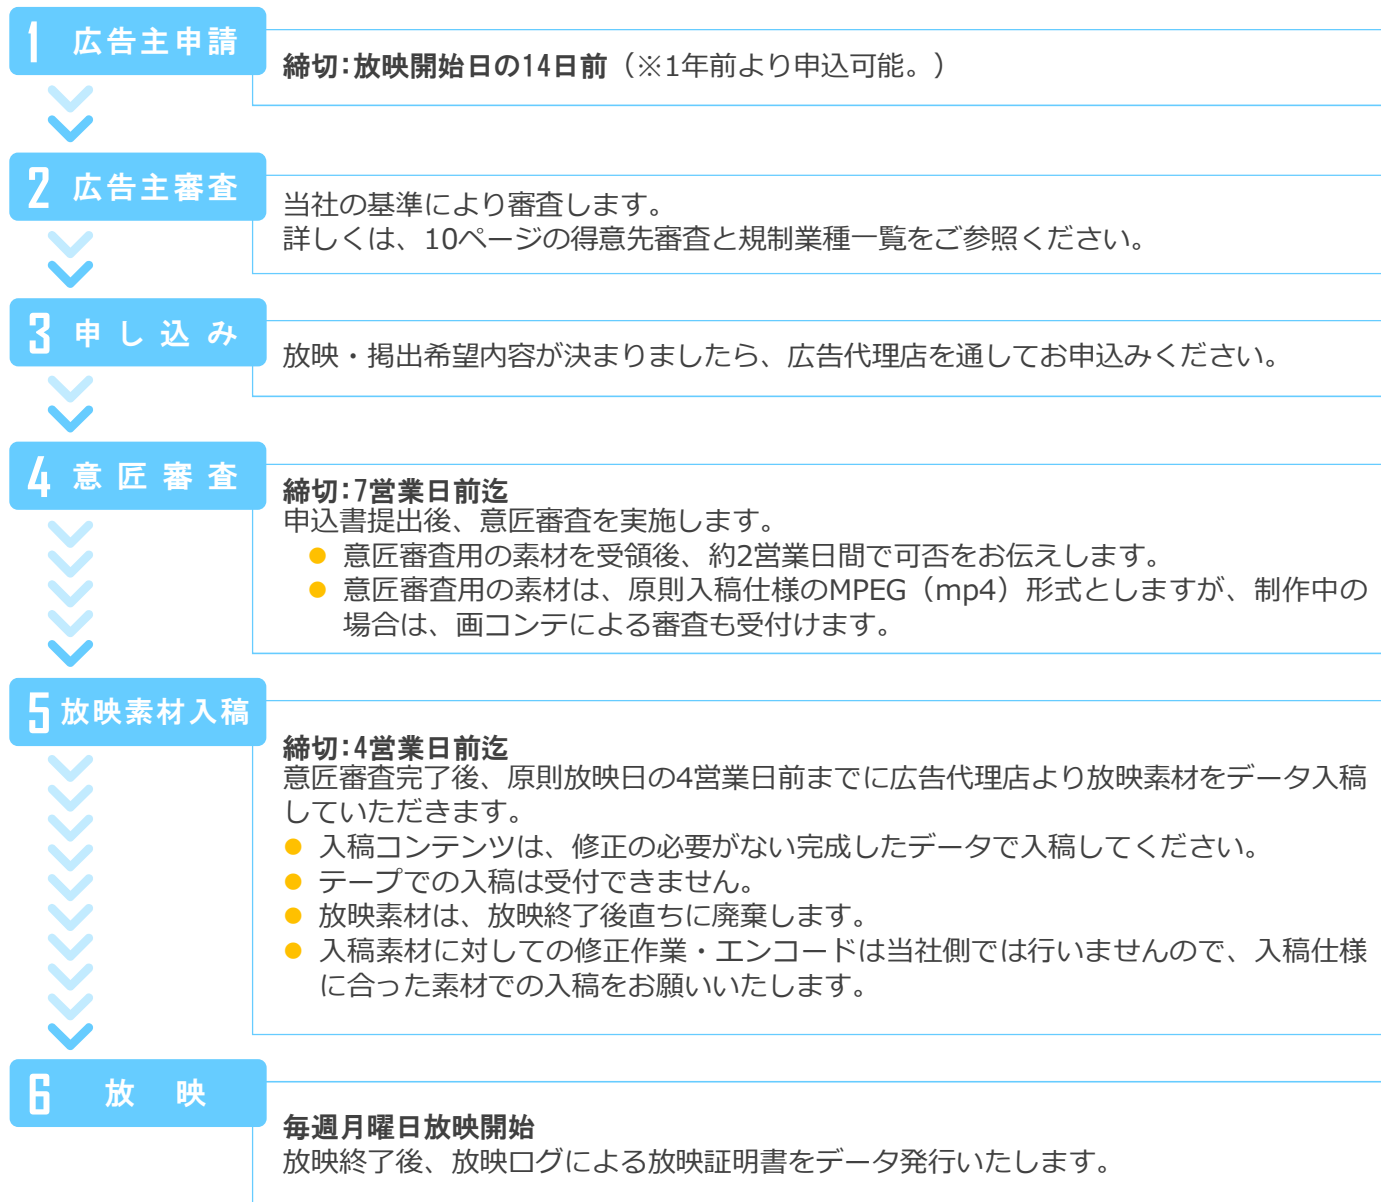 1 広告主申請
締切：放映開始日の14日前（※1年前より申込可能。）
2 広告主審査
当社の基準により審査します。
詳しくは、10ページの得意先審査と規制業種一覧をご参照ください。
3 申し込み
放映・掲出希望内容が決まりましたら、広告代理店を通してお申込みください。
4 意匠審査
締切：7営業日前迄
申込書提出後、意匠審査を実施します。
● 意匠審査用の素材を受領後、約2営業日間で可否をお伝えします。
● 意匠審査用の素材は、原則入稿仕様のMPEG（mp4）形式としますが、制作中の
場合は、画コンテによる審査も受付けます。
5 放映素材入稿
締切：4営業日前迄
意匠審査完了後、原則放映日の4営業日前までに広告代理店より放映素材をデータ入稿
していただきます。
● 入稿コンテンツは、修正の必要がない完成したデータで入稿してください。
● テープでの入稿は受付できません。
● 放映素材は、放映終了後直ちに廃棄します。
● 入稿素材に対しての修正作業・エンコードは当社側では行いませんので、入稿仕様
に合った素材での入稿をお願いいたします。
6 放映
毎週月曜日放映開始
放映終了後、放映ログによる放映証明書をデータ発行いたします。